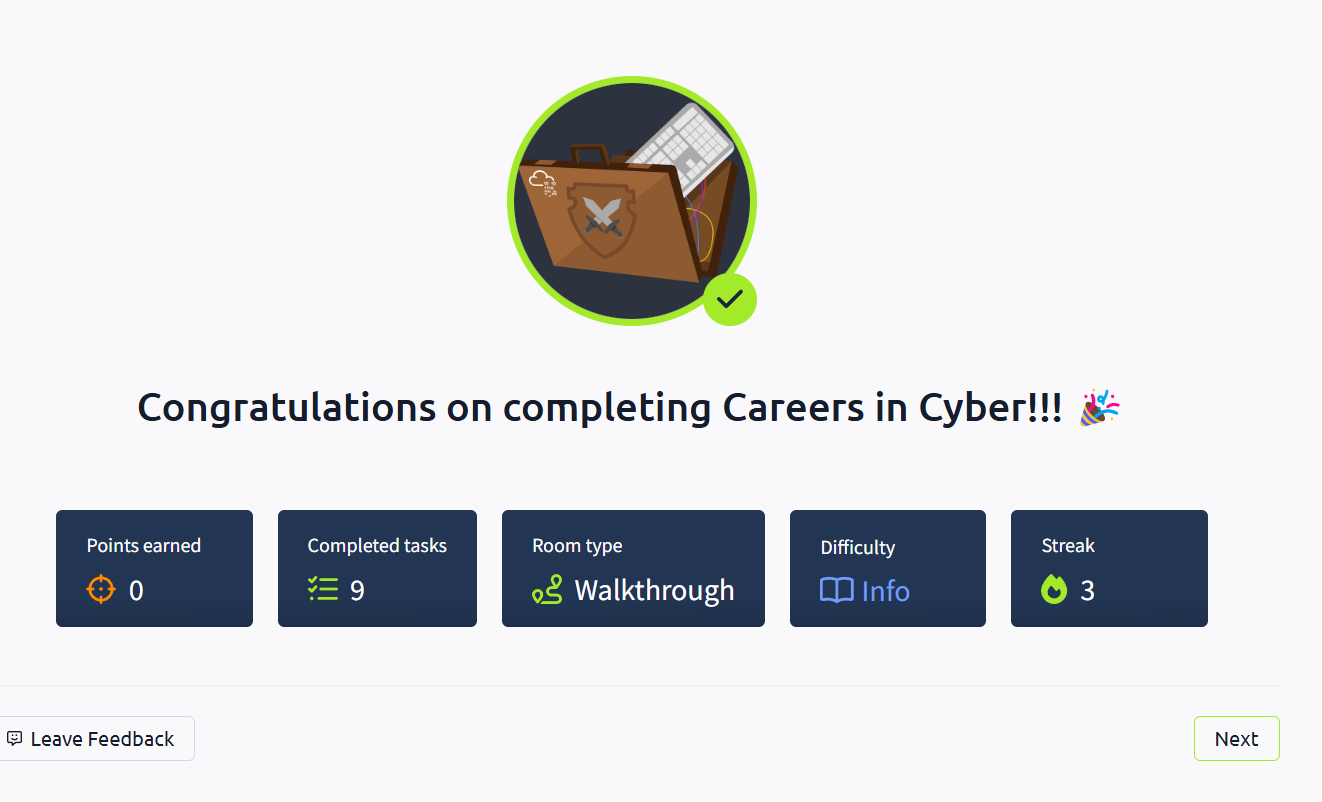 Congratulations on completing Careers in Cyber!!! 🎉
Points earned
0
Completed tasks
9
Room type
Walkthrough
Difficulty
Info
Streak
3
Leave Feedback
Next